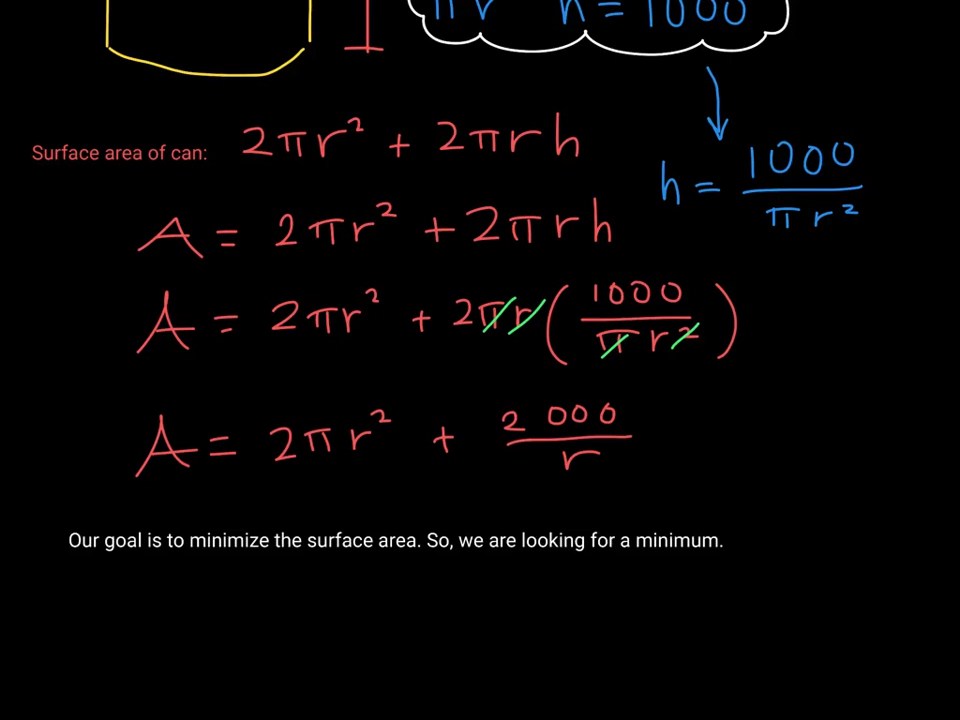 πr h = 1000
Surface area of can: 2πr² + 2πrh
h = 1000 / πr²
A = 2πr² + 2πrh
A = 2πr² + 2πr(1000 / πr²)
A = 2πr² + 2000 / r
Our goal is to minimize the surface area. So, we are looking for a minimum.